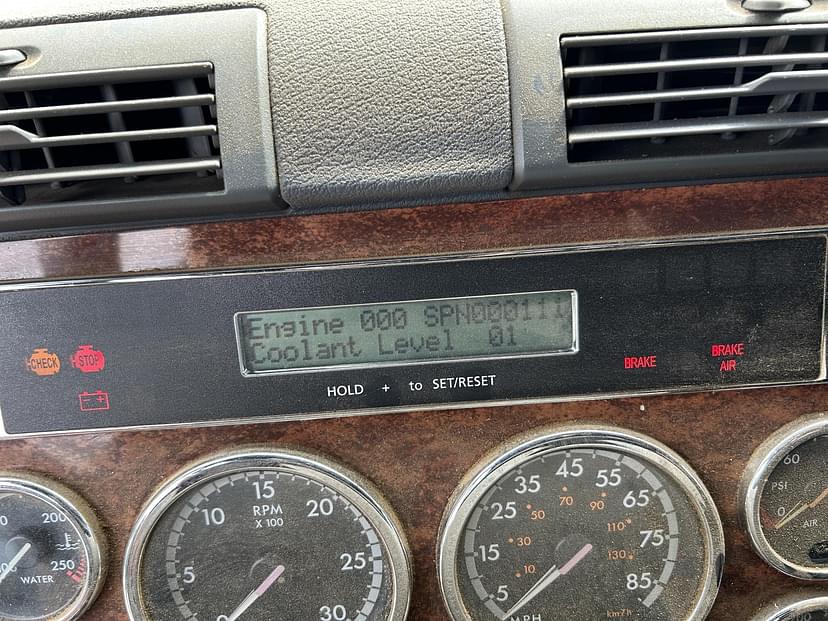 Engine 000 SPN000111
Coolant Level 01
CHECK
STOP
- +
HOLD + to SET/RESET
BRAKE
BRAKE
AIR
200
250
WATER
5
10
15
20
25
30
RPM
X 100
5
15
25
35
45
55
65
75
85
10
30
50
70
90
110
130
MPH
km/h
60
PSI
0
AIR